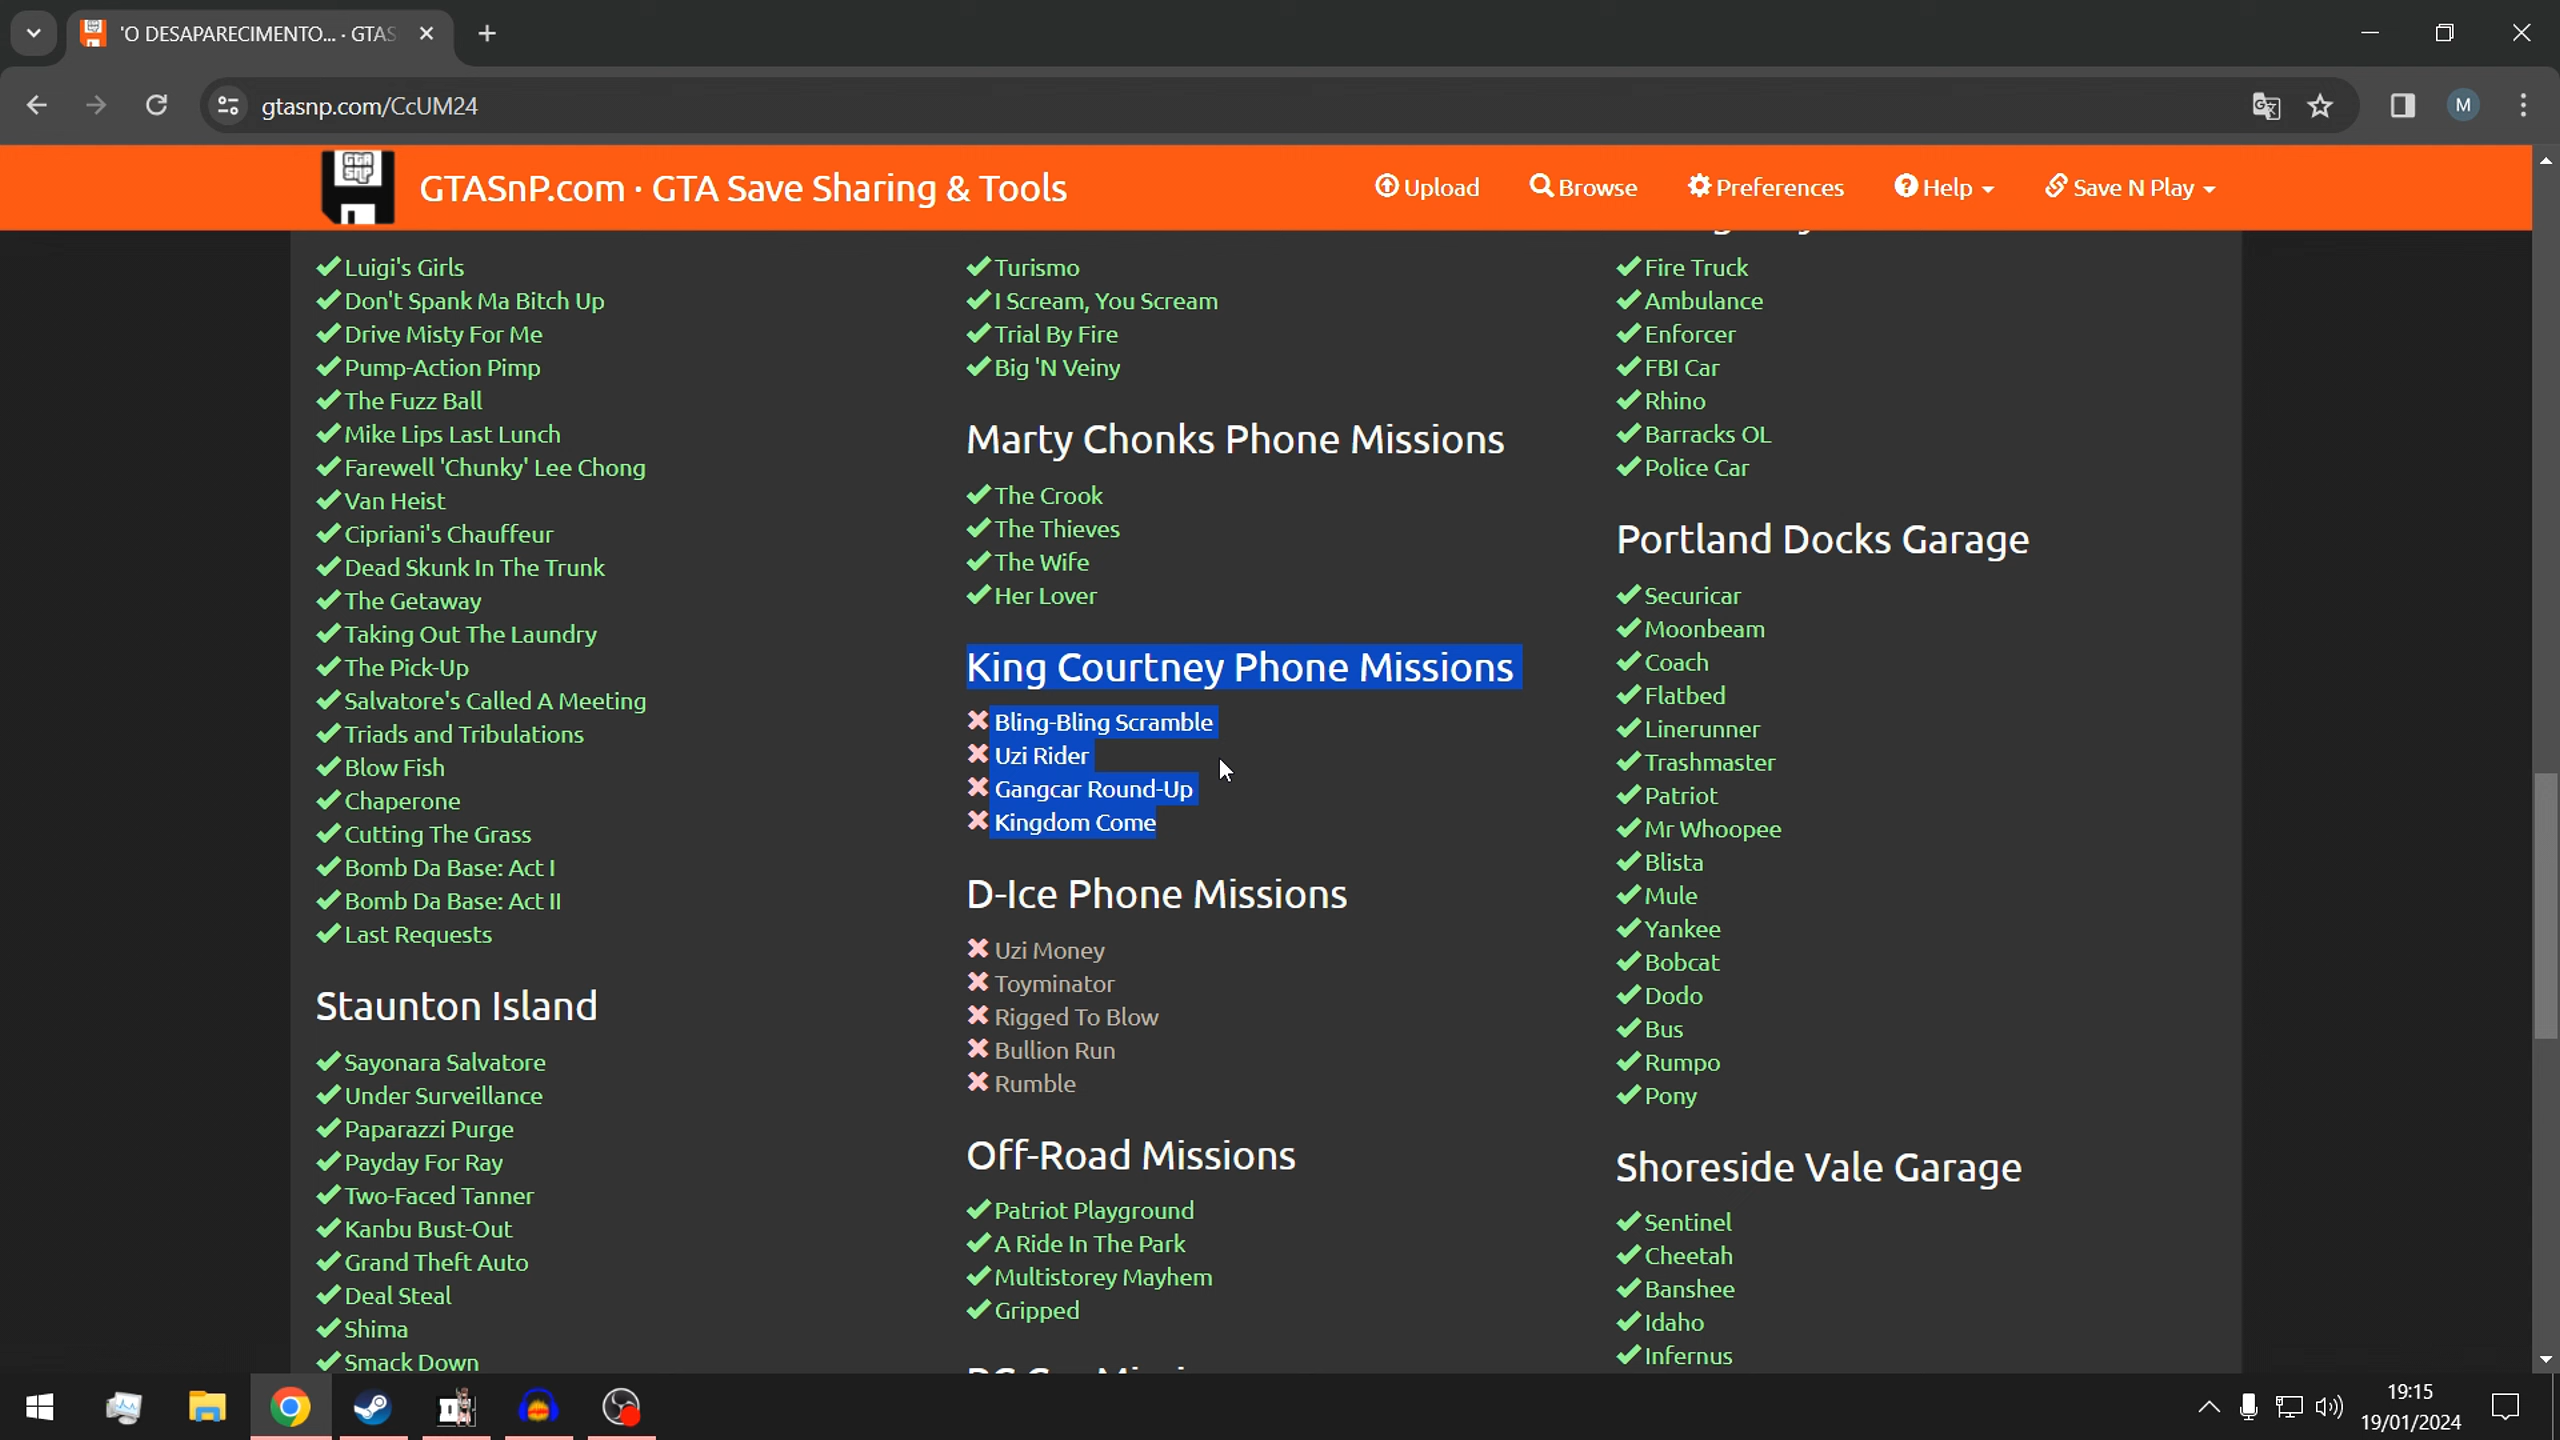 'O DESAPARECIMENTO... · GTAS
gtasnp.com/CcUM24
M
GTA SNP
GTASnP.com · GTA Save Sharing & Tools
Upload
Browse
Preferences
Help
Save N Play
Luigi's Girls
Don't Spank Ma Bitch Up
Drive Misty For Me
Pump-Action Pimp
The Fuzz Ball
Mike Lips Last Lunch
Farewell 'Chunky' Lee Chong
Van Heist
Cipriani's Chauffeur
Dead Skunk In The Trunk
The Getaway
Taking Out The Laundry
The Pick-Up
Salvatore's Called A Meeting
Triads and Tribulations
Blow Fish
Chaperone
Cutting The Grass
Bomb Da Base: Act I
Bomb Da Base: Act II
Last Requests
Staunton Island
Sayonara Salvatore
Under Surveillance
Paparazzi Purge
Payday For Ray
Two-Faced Tanner
Kanbu Bust-Out
Grand Theft Auto
Deal Steal
Shima
Smack Down
Turismo
I Scream, You Scream
Trial By Fire
Big 'N Veiny
Marty Chonks Phone Missions
The Crook
The Thieves
The Wife
Her Lover
King Courtney Phone Missions
Bling-Bling Scramble
Uzi Rider
Gangcar Round-Up
Kingdom Come
D-Ice Phone Missions
Uzi Money
Toyminator
Rigged To Blow
Bullion Run
Rumble
Off-Road Missions
Patriot Playground
A Ride In The Park
Multistorey Mayhem
Gripped
Fire Truck
Ambulance
Enforcer
FBI Car
Rhino
Barracks OL
Police Car
Portland Docks Garage
Securicar
Moonbeam
Coach
Flatbed
Linerunner
Trashmaster
Patriot
Mr Whoopee
Blista
Mule
Yankee
Bobcat
Dodo
Bus
Rumpo
Pony
Shoreside Vale Garage
Sentinel
Cheetah
Banshee
Idaho
Infernus
19:15
19/01/2024